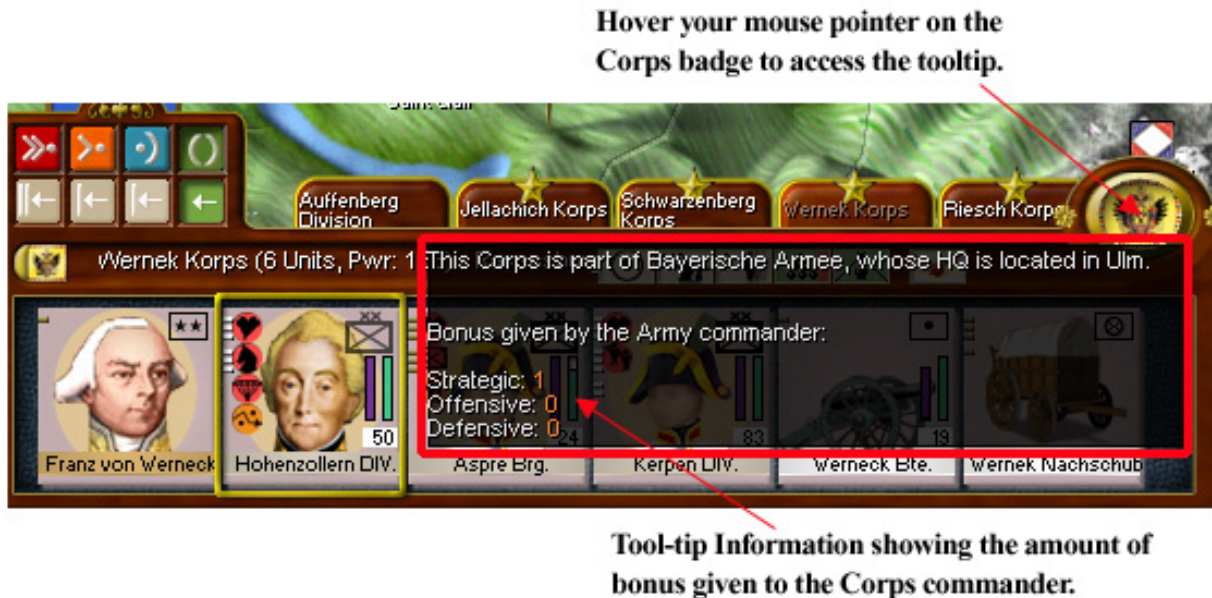 Hover your mouse pointer on the
Corps badge to access the tooltip.
Auffenberg
Division
Jellachich Korps
Schwarzenberg
Korps
Wernek Korps
Riesch Korps
Wernek Korps (6 Units, Pwr: 1
This Corps is part of Bayerische Armee, whose HQ is located in Ulm.
Bonus given by the Army commander:
Strategic: 1
Offensive: 0
Defensive: 0
50
24
83
19
Franz von Werneck
Hohenzollern DIV.
Aspre Brg.
Kerpen DIV.
Werneck Bte.
Wernek Nachschub
Tool-tip Information showing the amount of
bonus given to the Corps commander.